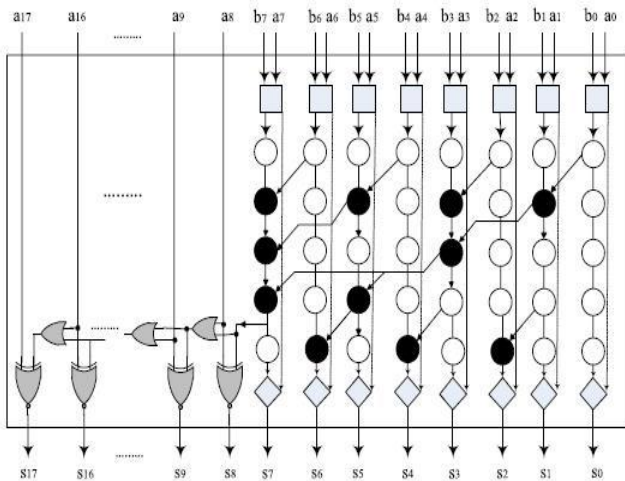 a17 a16 ......... a9 a8 b7 a7 b6 a6 b5 a5 b4 a4 b3 a3 b2 a2 b1 a1 b0 a0
.........
........
S17 S16 ......... S9 S8 S7 S6 S5 S4 S3 S2 S1 S0